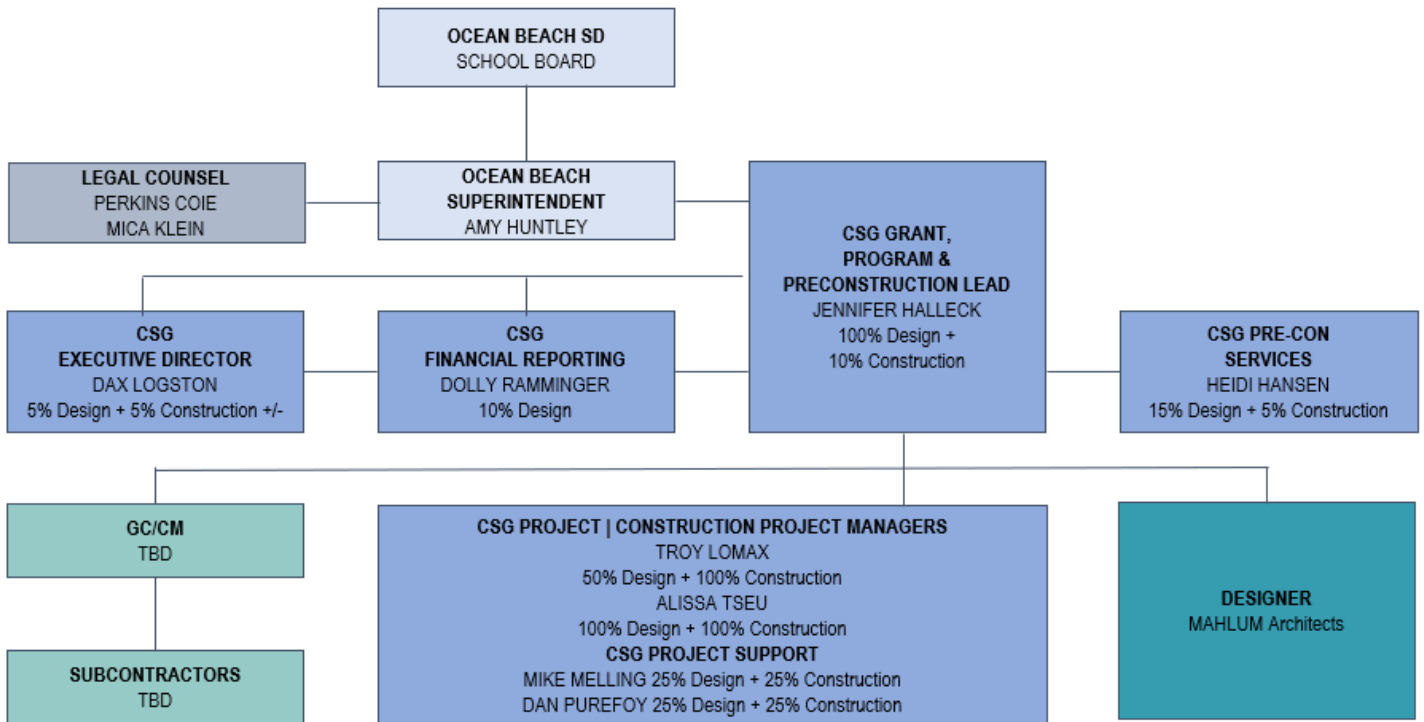 OCEAN BEACH SD
SCHOOL BOARD
LEGAL COUNSEL
PERKINS COIE
MICA KLEIN
OCEAN BEACH
SUPERINTENDENT
AMY HUNTLEY
CSG GRANT,
PROGRAM &
PRECONSTRUCTION LEAD
JENNIFER HALLECK
100% Design +
10% Construction
CSG
EXECUTIVE DIRECTOR
DAX LOGSTON
5% Design + 5% Construction +/-
CSG
FINANCIAL REPORTING
DOLLY RAMMINGER
10% Design
CSG PRE-CON
SERVICES
HEIDI HANSEN
15% Design + 5% Construction
GC/CM
TBD
SUBCONTRACTORS
TBD
CSG PROJECT | CONSTRUCTION PROJECT MANAGERS
TROY LOMAX
50% Design + 100% Construction
ALISSA TSEU
100% Design + 100% Construction
CSG PROJECT SUPPORT
MIKE MELLING 25% Design + 25% Construction
DAN PUREFOY 25% Design + 25% Construction
DESIGNER
MAHLUM Architects